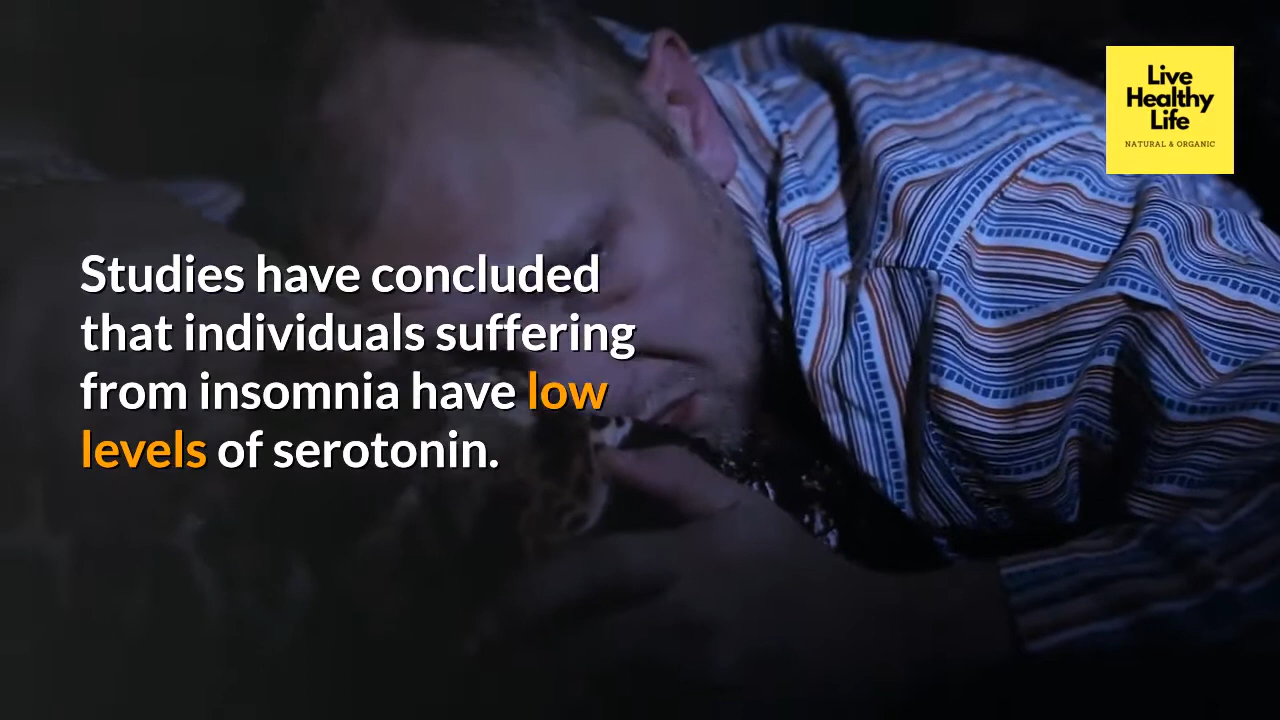 Live
Healthy
Life
NATURAL & ORGANIC
Studies have concluded
that individuals suffering
from insomnia have low
levels of serotonin.